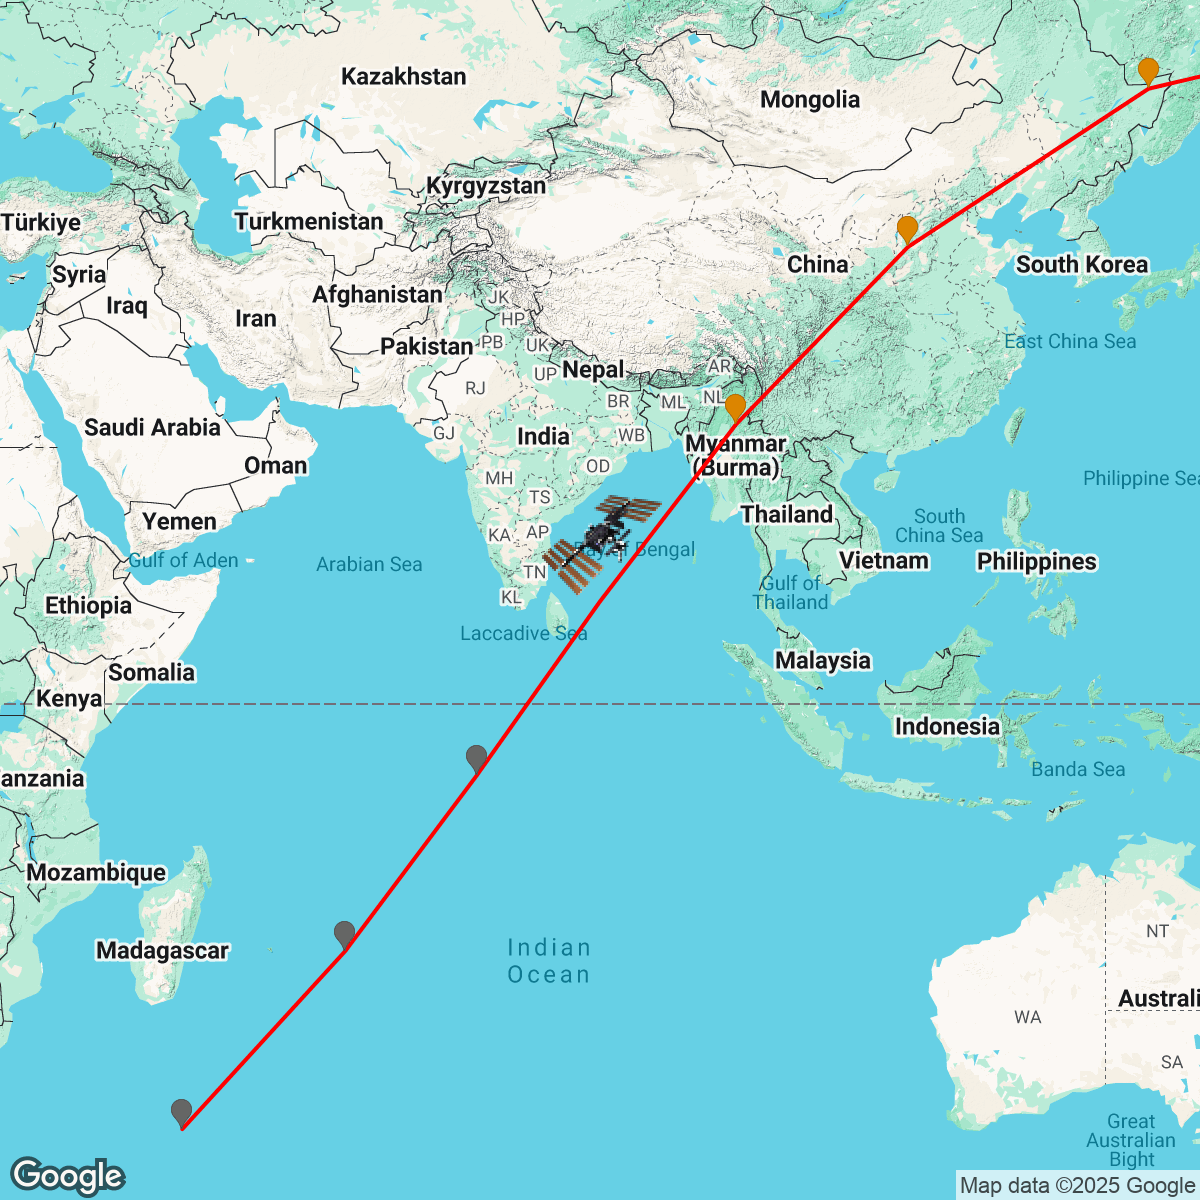 Kazakhstan
Mongolia
Kyrgyzstan
Türkiye
Turkmenistan
China
South Korea
Syria
Afghanistan
JK
Iraq
Iran
HP
Pakistan
PB
UK
East China Sea
Nepal
AR
UP
RJ
NL
BR
ML
Saudi Arabia
GJ
India
WB
Myanmar
(Burma)
Oman
OD
MH
Philippine Sea
TS
Yemen
Thailand
South
China Sea
KA
AP
Bay of Bengal
Gulf of Aden
Arabian Sea
Vietnam
Philippines
TN
Gulf of
Thailand
KL
Ethiopia
Laccadive Sea
Malaysia
Somalia
Kenya
Indonesia
Banda Sea
anzania
Mozambique
NT
Madagascar
Indian
Ocean
Australi
WA
SA
Great
Australian
Bight
Google
Map data ©2025 Google